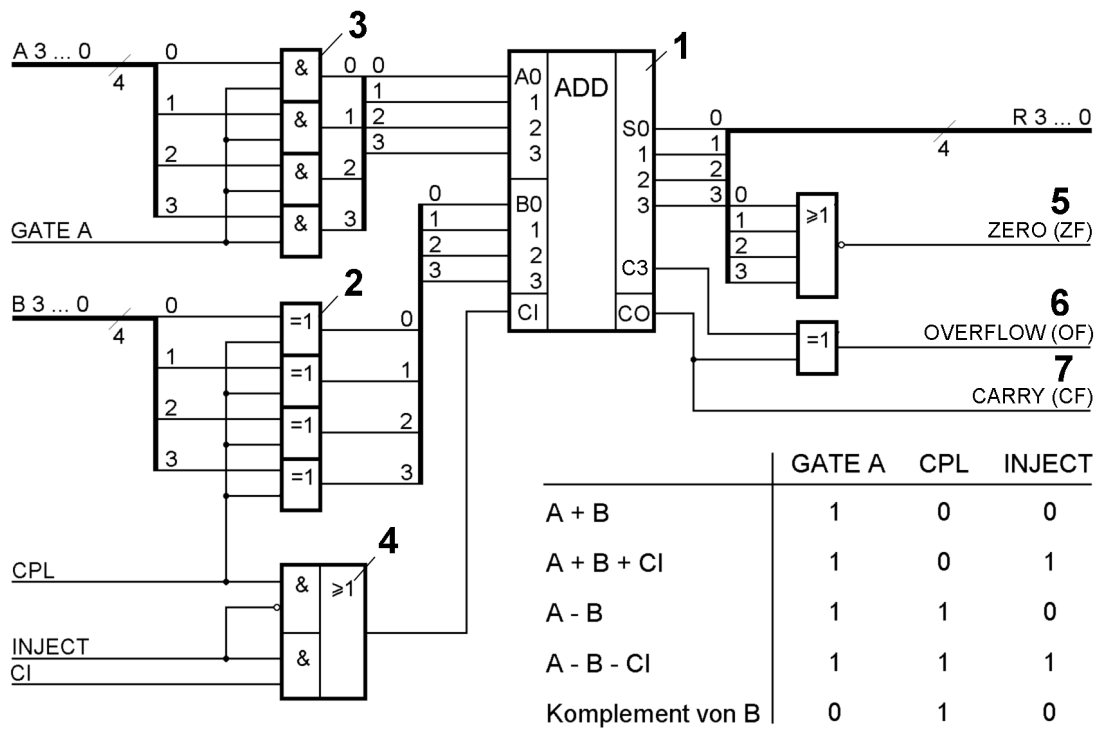 3
1
A 3 ... 0
4
0
1
2
3
&
&
&
&
0
1
2
3
0
1
2
3
GATE A
A0
1
2
3
ADD
B0
1
2
3
CI
S0
1
2
3
C3
CO
0
1
2
3
R 3 ... 0
4
0
1
2
3
⩾1
5
ZERO (ZF)
=1
6
OVERFLOW (OF)
7
CARRY (CF)
2
B 3 ... 0
4
0
1
2
3
=1
=1
=1
=1
0
1
2
3
0
1
2
3
4
CPL
&
⩾1
INJECT
&
CI
GATE A CPL INJECT
A + B 1 0 0
A + B + CI 1 0 1
A - B 1 1 0
A - B - CI 1 1 1
Komplement von B 0 1 0